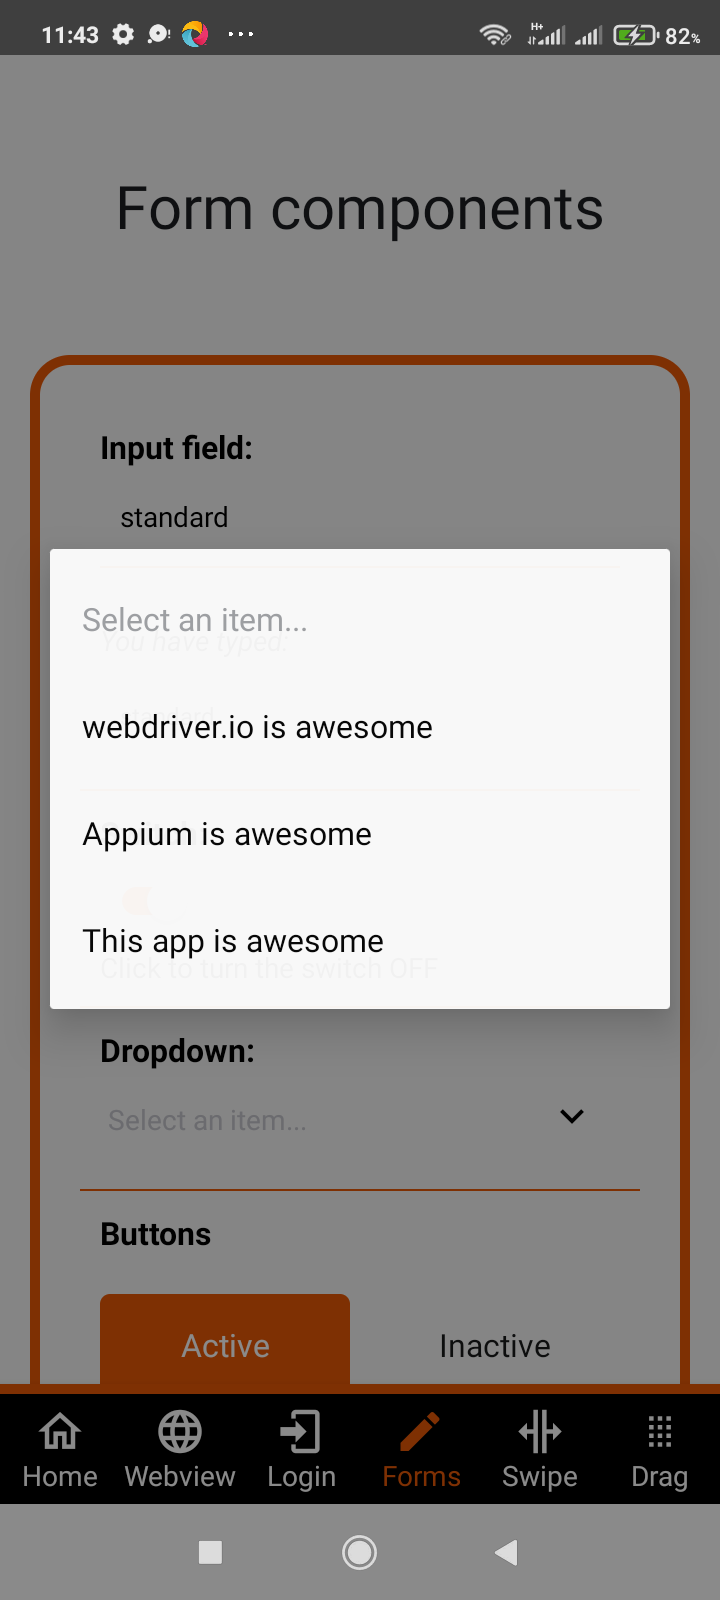 11:43
H+
82%
Form components
Input field:
standard
Select an item...
You have typed:
webdriver.io is awesome
Appium is awesome
This app is awesome
Click to turn the switch OFF
Dropdown:
Select an item...
Buttons
Active
Inactive
Home Webview Login Forms Swipe Drag